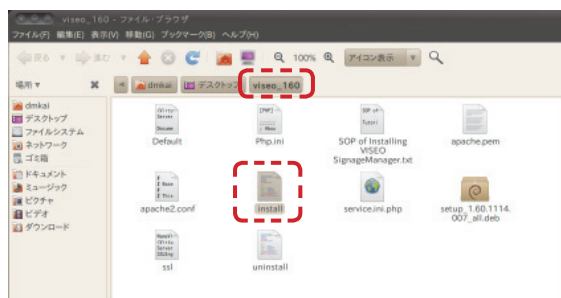 viseo_160 - ファイル・ブラウザ
ファイル(F) 編集(E) 表示(V) 移動(G) ブックマーク(B) ヘルプ(H)
戻る 進む 100% アイコン表示
場所 dmkai デスクトップ viseo_160
dmkai
デスクトップ
ファイルシステム
ネットワーク
ゴミ箱
ドキュメント
ミュージック
ピクチャ
ビデオ
ダウンロード
Default Php.ini SOP of Installing VISEO SignageManager.txt apache.pem
apache2.conf install service.ini.php setup_1.60.1114.007_all.deb
ssl uninstall